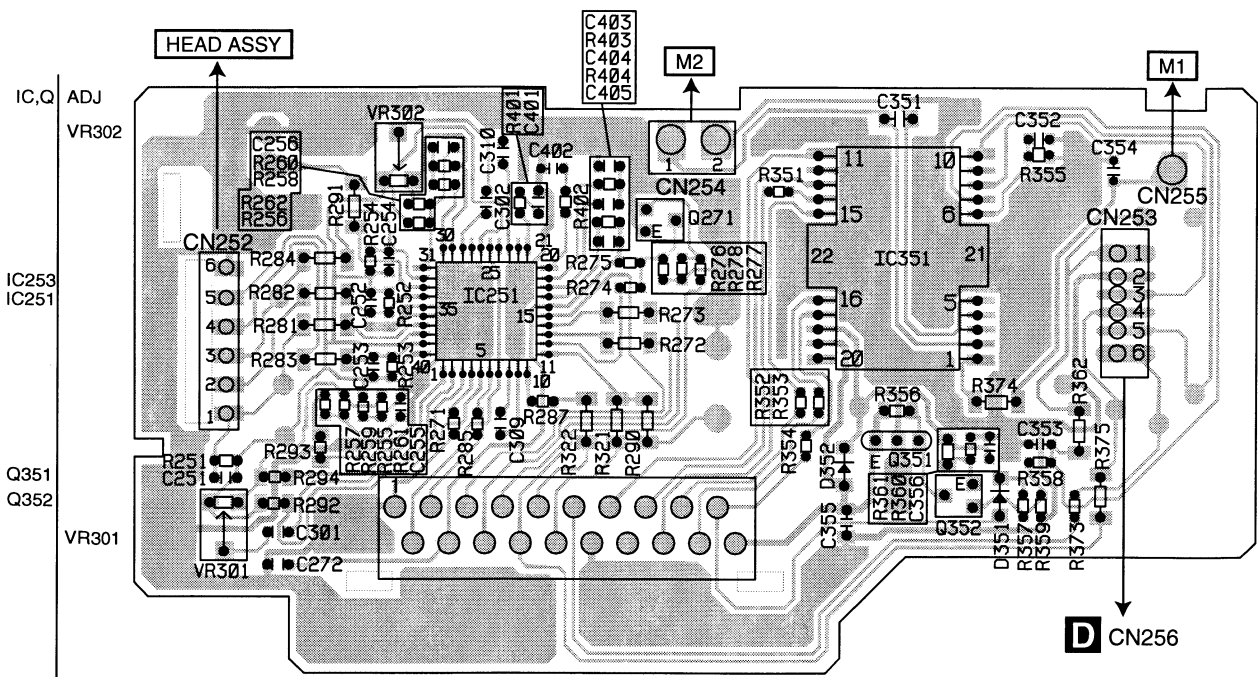 HEAD ASSY
C403
R403
C404
R404
C405
M2
M1
IC,Q
ADJ
VR302
VR302
R401
C401
C310
C402
C351
C352
C354
C256
R260
R258
R262
R256
R291
R254
C254
C302
R402
1
2
CN254
Q271
E
R351
11
10
15
6
R355
CN255
CN253
CN252
6
5
4
3
2
1
R284
R282
R281
R283
C252
R252
C253
R253
30
21
31
25
20
IC251
35
15
5
40
11
1
10
R275
R274
R276
R278
R277
R273
R272
22
IC351
21
16
5
20
1
1
2
3
4
5
6
IC253
IC251
R257
R259
R255
R261
C255
R271
R285
C309
R287
R322
R321
R290
R352
R353
R354
R356
R374
R362
R293
R251
C251
R294
R292
C301
C272
VR301
Q351
Q352
VR301
1
D352
E
Q351
C353
R358
R375
R361
R360
C356
C355
E
Q352
D351
R357
R359
R373
D CN256